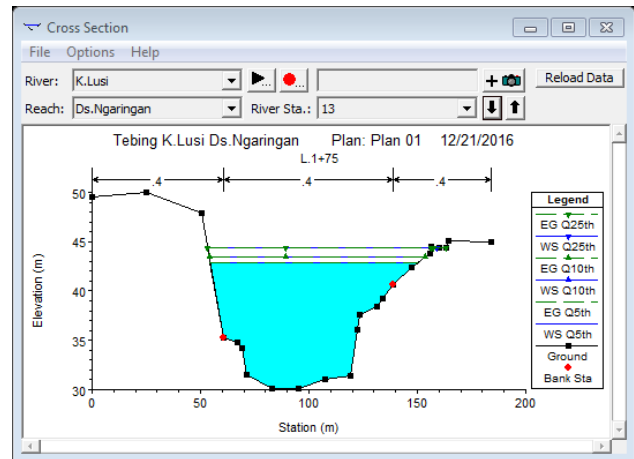 Cross Section
File Options Help
River: K.Lusi Reload Data
Reach: Ds.Ngaringan River Sta.: 13
Tebing K.Lusi Ds.Ngaringan Plan: Plan 01 12/21/2016
L.1+75
.4 .4 .4
50
45
40
35
30
Elevation (m)
0 50 100 150 200
Station (m)
Legend
EG Q25th
WS Q25th
EG Q10th
WS Q10th
EG Q5th
WS Q5th
Ground
Bank Sta